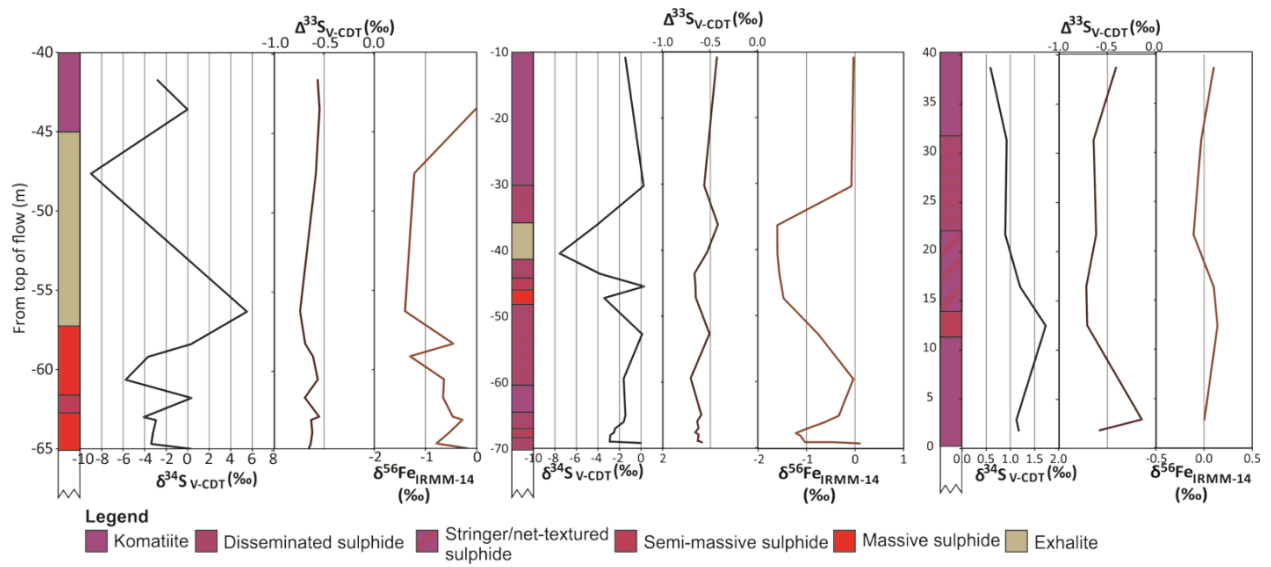 Δ³³S V-CDT (‰)
-1.0 -0.5 0.0
Δ³³S V-CDT (‰)
-1.0 -0.5 -0.0
Δ³³S V-CDT (‰)
-1.0 -0.5 0.0
From top of flow (m)
-40
-45
-50
-55
-60
-65
-10 -8 -6 -4 -2 0 2 4 6 8
δ³⁴S V-CDT (‰)
-2 -1 0
δ⁵⁶Fe IRMM-14
(‰)
-10
-20
-30
-40
-50
-60
-70
-10 -8 -6 -4 -2 0
δ³⁴S V-CDT (‰)
-2 -1 0 1
δ⁵⁶Fe IRMM-14
(‰)
40
35
30
25
20
15
10
5
0
0.0 0.5 1.0 1.5 2.0
δ³⁴S V-CDT (‰)
-0.5 0.0 0.5
δ⁵⁶Fe IRMM-14
(‰)
Legend
Komatiite
Disseminated sulphide
Stringer/net-textured
sulphide
Semi-massive sulphide
Massive sulphide
Exhalite